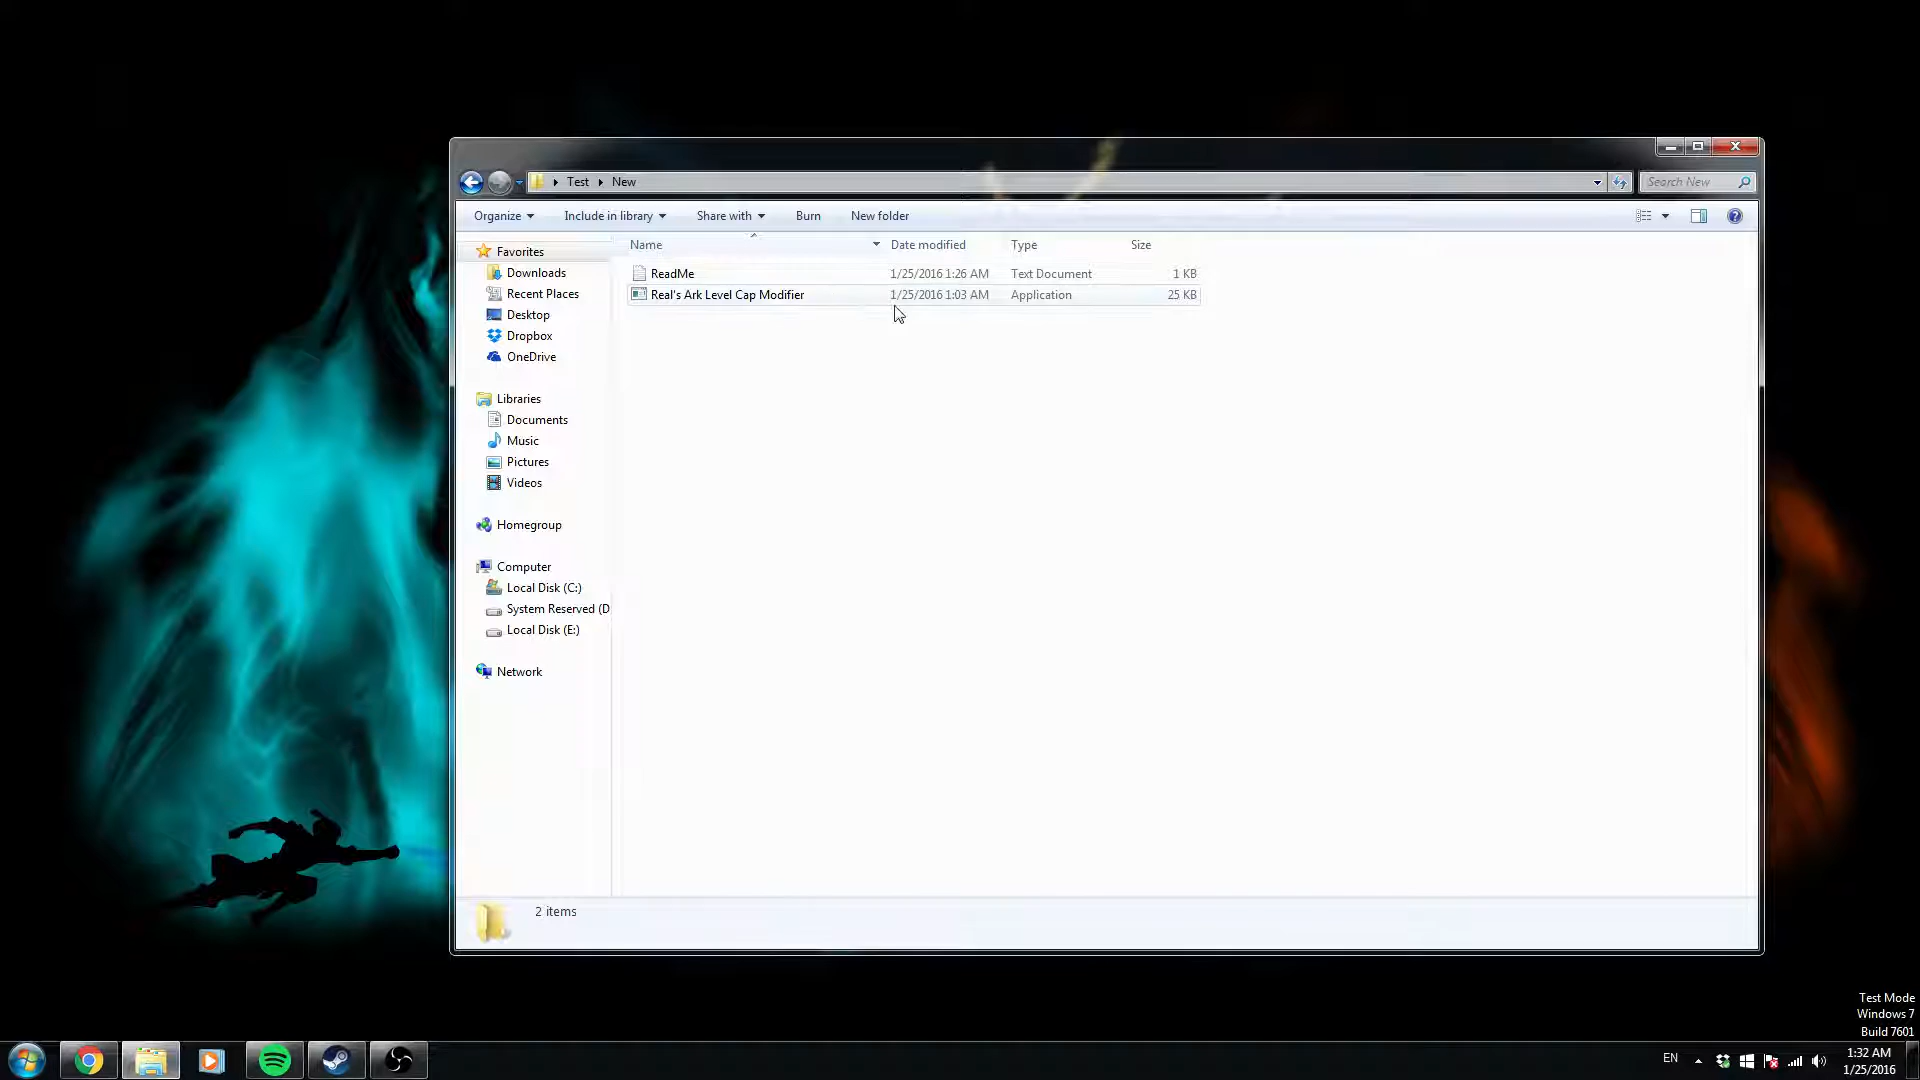 Test New
Search New
Organize Include in library Share with Burn New folder
Name Date modified Type Size
ReadMe 1/25/2016 1:26 AM Text Document 1 KB
Real's Ark Level Cap Modifier 1/25/2016 1:03 AM Application 25 KB
Favorites
Downloads
Recent Places
Desktop
Dropbox
OneDrive
Libraries
Documents
Music
Pictures
Videos
Homegroup
Computer
Local Disk (C:)
System Reserved (D
Local Disk (E:)
Network
2 items
Test Mode
Windows 7
Build 7601
EN
1:32 AM
1/25/2016